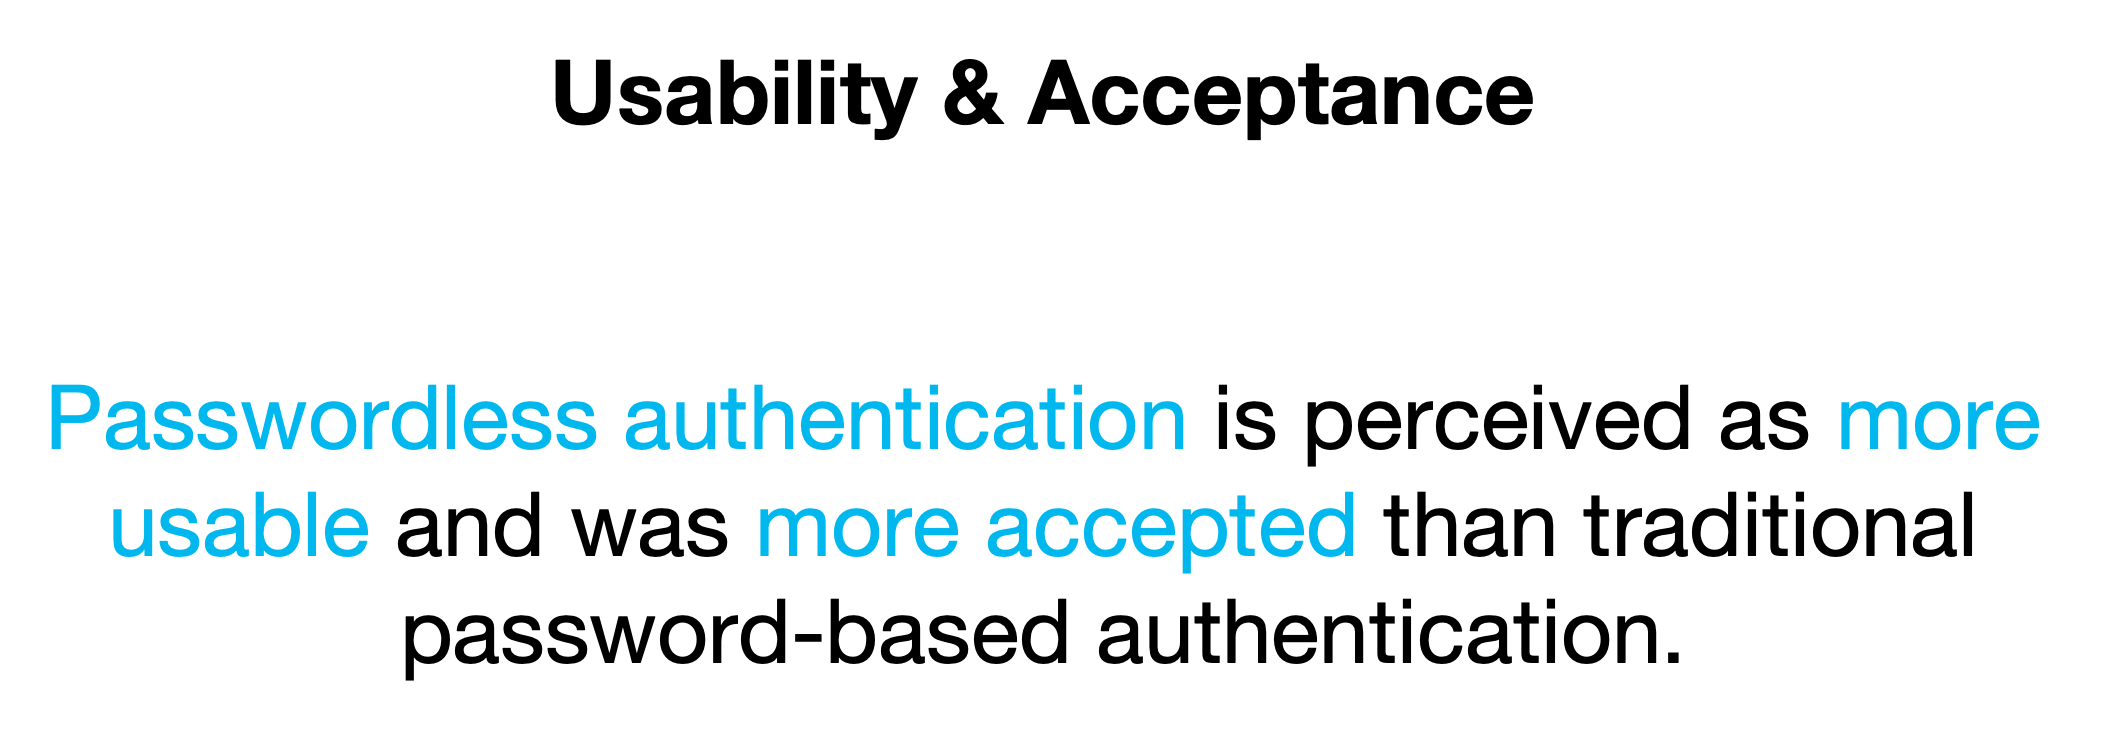 Usability & Acceptance
Passwordless authentication is perceived as more
usable and was more accepted than traditional
password-based authentication.